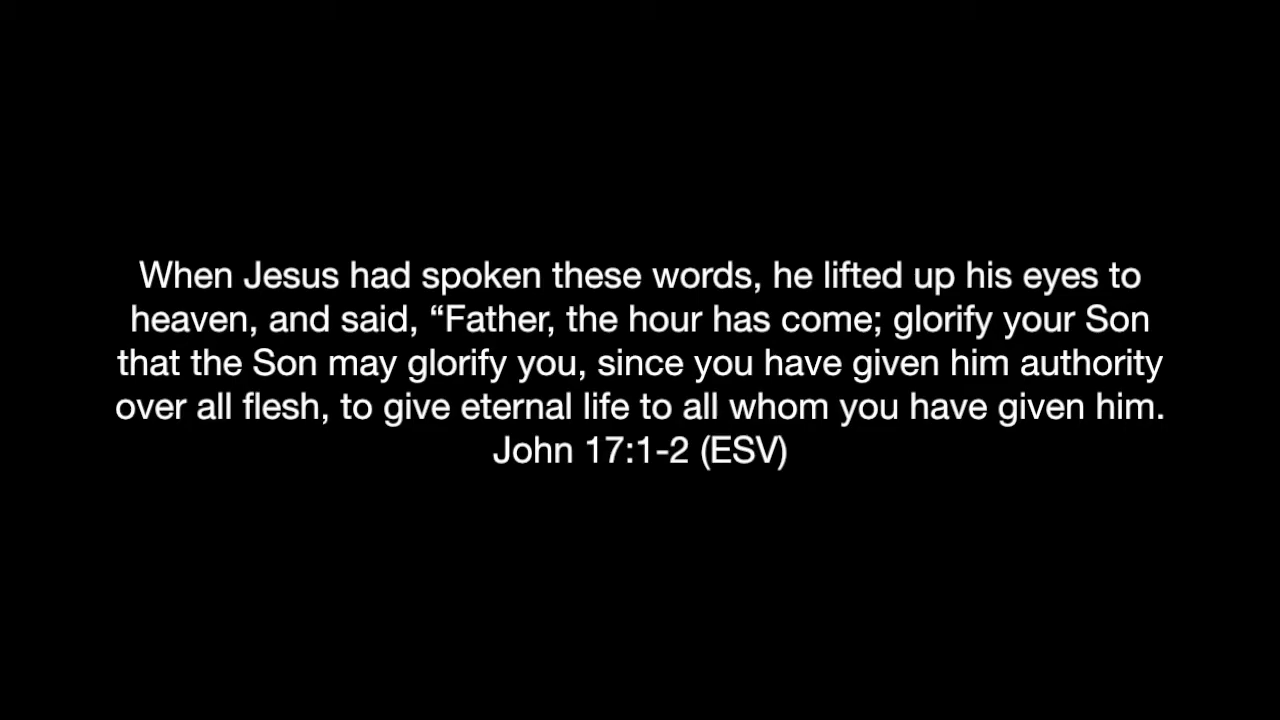 When Jesus had spoken these words, he lifted up his eyes to
heaven, and said, “Father, the hour has come; glorify your Son
that the Son may glorify you, since you have given him authority
over all flesh, to give eternal life to all whom you have given him.
John 17:1-2 (ESV)